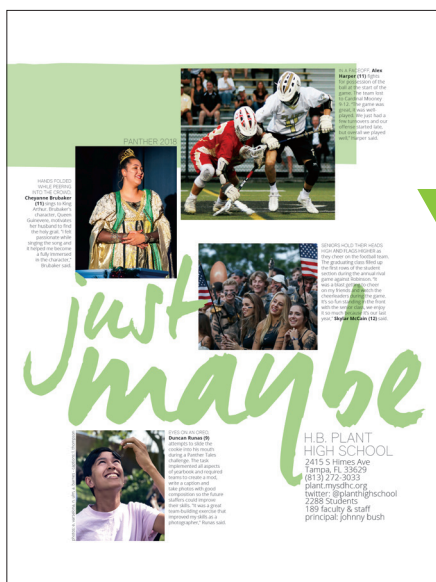 IN A FACEOFF, Alex
Harper (11) fights
for possession of the
ball at the start of the
game. The team lost
to Cardinal Mooney
9-12. "The game was
great, it was well-
played. We just had a
few turnovers and our
offense started late,
but overall we played
well," Harper said.
PANTHER 2018
HANDS FOLDED
WHILE PEERING
INTO THE CROWD,
Cheyanne Brubaker
(11) sings to King
Arthur. Brubaker's
character, Queen
Guinevere, motivates
her husband to find
the holy grail. "I felt
passionate while
singing the song and
it helped me become
a fully immersed
in the character,"
Brubaker said.
SENIORS HOLD THEIR HEADS
HIGH AND FLAGS HIGHER as
they cheer on the football team.
The graduating class filled up
the first rows of the student
section during the annual rival
game against Robinson. "It
was a blast getting to cheer
on my friends and watch the
cheerleaders during the game.
It's so fun standing in the front
with the senior class, we enjoy
it so much because it's our last
year," Skylar McCain (12) said.
just
maybe
EYES ON AN OREO,
Duncan Runas (9)
attempts to slide the
cookie into his mouth
during a Panther Tales
challenge. The task
implemented all aspects
of yearbook and required
teams to create a mod,
write a caption and
take photos with good
composition so the future
staffers could improve
their skills. "It was a great
team building exercise that
improved my skills as a
photographer," Runas said.
H.B. PLANT
HIGH SCHOOL
2415 S Himes Ave
Tampa, FL 33629
(813) 272-3033
plant.mysdhc.org
twitter: @planthighschool
2288 Students
189 faculty & staff
principal: johnny bush